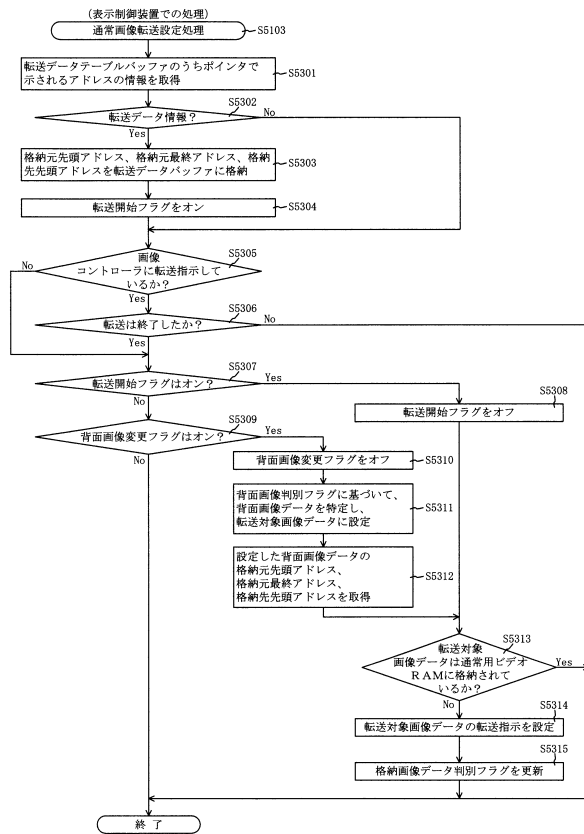 (表示制御装置での処理)
通常画像転送設定処理
S5103
転送データテーブルバッファのうちポインタで
示されるアドレスの情報を取得
S5301
S5302
転送データ情報?
No
Yes
格納元先頭アドレス、格納元最終アドレス、格納
先先頭アドレスを転送データバッファに格納
S5303
転送開始フラグをオン
S5304
S5305
画像
コントローラに転送指示して
いるか?
No
Yes
S5306
転送は終了したか?
No
Yes
S5307
転送開始フラグはオン?
Yes
No
S5308
転送開始フラグをオフ
S5309
背面画像変更フラグはオン?
Yes
No
背面画像変更フラグをオフ
S5310
背面画像判別フラグに基づいて、
背面画像データを特定し、
転送対象画像データに設定
S5311
設定した背面画像データの
格納元先頭アドレス、
格納元最終アドレス、
格納先先頭アドレスを取得
S5312
S5313
転送対象
画像データは通常用ビデオ
RAMに格納されて
いるか?
Yes
No
S5314
転送対象画像データの転送指示を設定
S5315
格納画像データ判別フラグを更新
終了